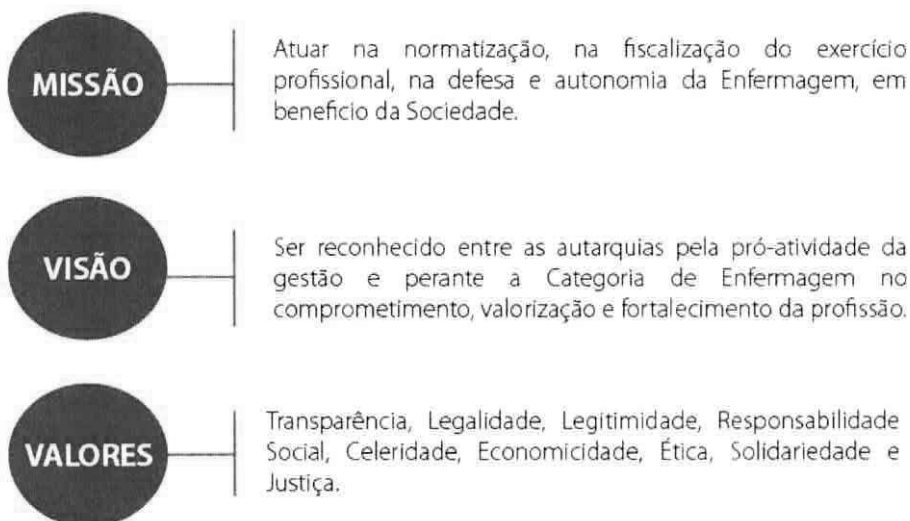 MISSÃO
Atuar na normatização, na fiscalização do exercício
profissional, na defesa e autonomia da Enfermagem, em
beneficio da Sociedade.
VISÃO
Ser reconhecido entre as autarquias pela pró-atividade da
gestão e perante a Categoria de Enfermagem no
comprometimento, valorização e fortalecimento da profissão.
VALORES
Transparência, Legalidade, Legitimidade, Responsabilidade
Social, Celeridade, Economicidade, Ética, Solidariedade e
Justiça.